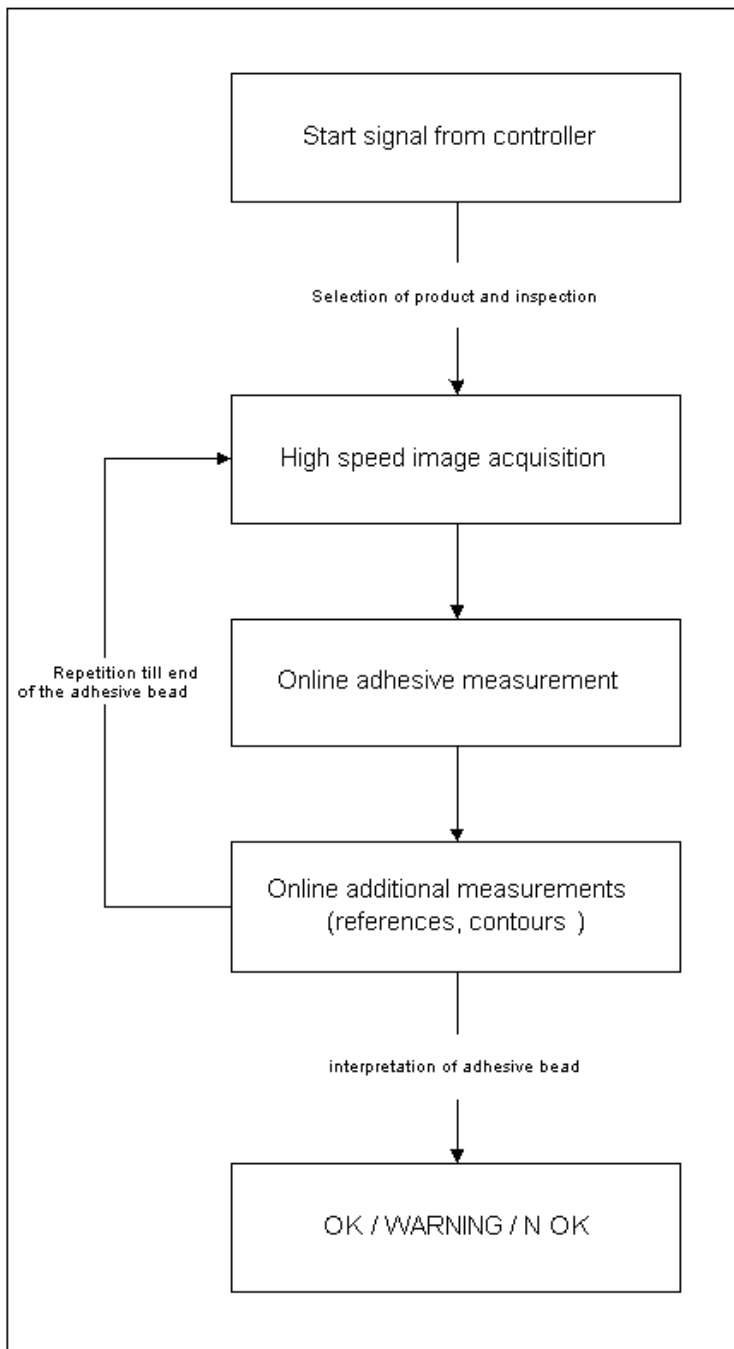 Start signal from controller
Selection of product and inspection
High speed image acquisition
Online adhesive measurement
Repetition till end
of the adhesive bead
Online additional measurements
(references, contours )
interpretation of adhesive bead
OK / WARNING / N OK